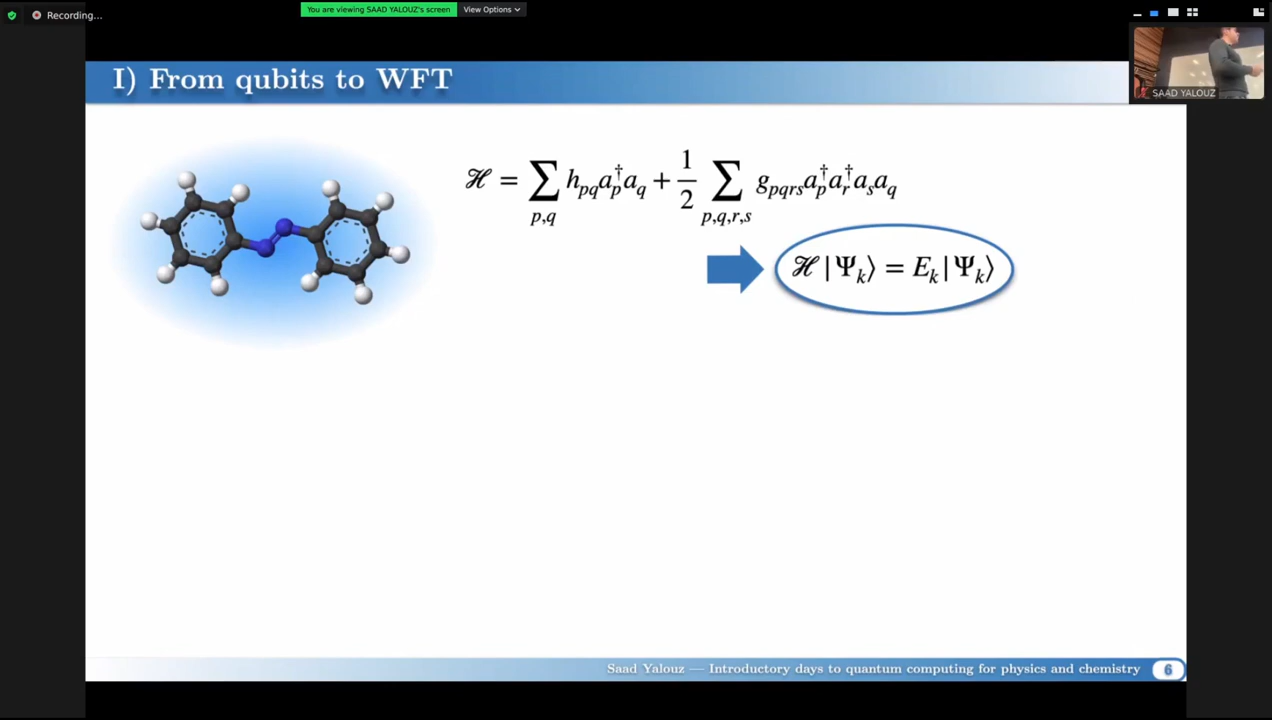 Recording...
You are viewing SAAD YALOUZ's screen
View Options
I) From qubits to WFT
SAAD YALOUZ
ℋ = ∑_{p,q} h_{pq} a_p^† a_q + 1/2 ∑_{p,q,r,s} g_{pqrs} a_p^† a_r^† a_s a_q
ℋ|Ψ_k⟩ = E_k|Ψ_k⟩
Saad Yalouz — Introductory days to quantum computing for physics and chemistry
6